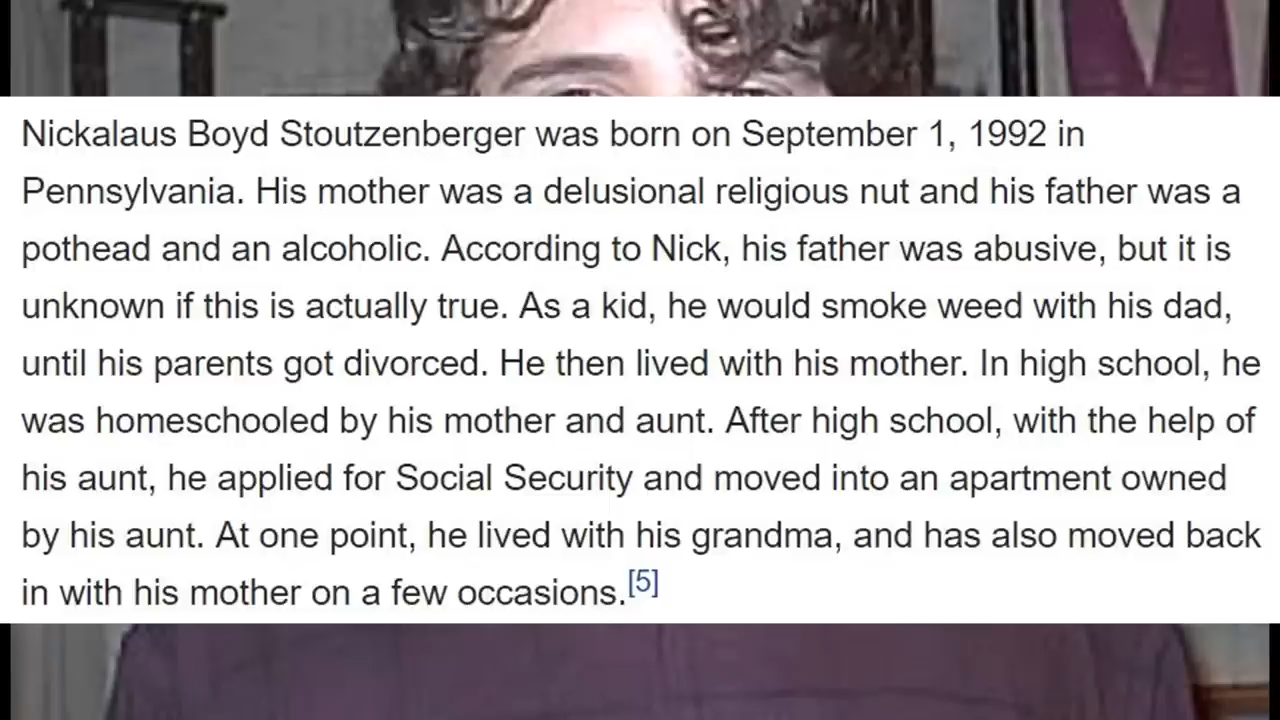 Nickalaus Boyd Stoutzenberger was born on September 1, 1992 in
Pennsylvania. His mother was a delusional religious nut and his father was a
pothead and an alcoholic. According to Nick, his father was abusive, but it is
unknown if this is actually true. As a kid, he would smoke weed with his dad,
until his parents got divorced. He then lived with his mother. In high school, he
was homeschooled by his mother and aunt. After high school, with the help of
his aunt, he applied for Social Security and moved into an apartment owned
by his aunt. At one point, he lived with his grandma, and has also moved back
in with his mother on a few occasions.[5]